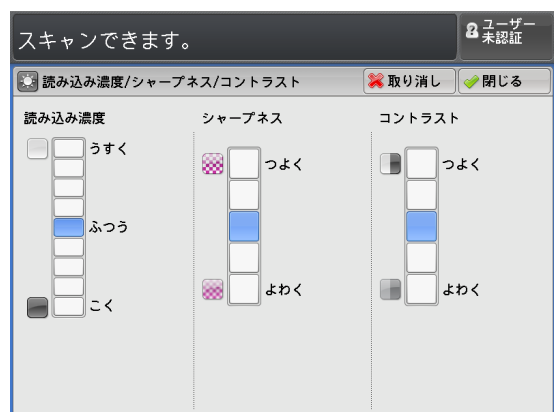 スキャンできます。
ユーザー
未認証
読み込み濃度/シャープネス/コントラスト
取り消し
閉じる
読み込み濃度
シャープネス
コントラスト
うすく
つよく
つよく
ふつう
よわく
よわく
こく